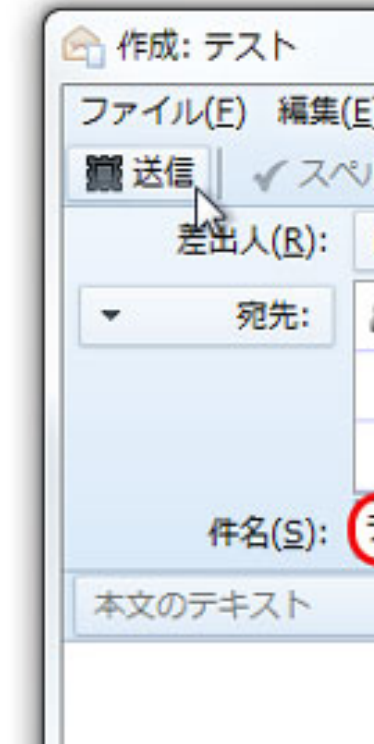 作成: テスト
ファイル(F) 編集(E)
送信 スペル
差出人(R):
宛先:
件名(S):
本文のテキスト